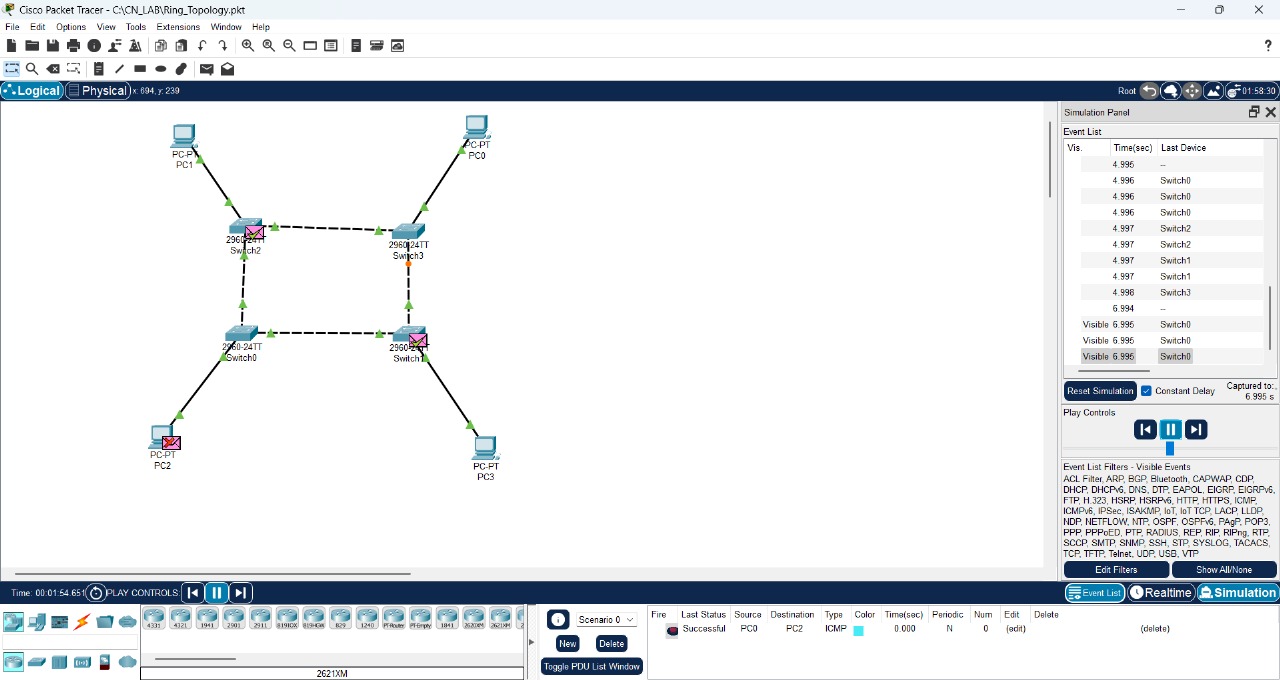 Cisco Packet Tracer - C:\CN_LAB\Ring_Topology.pkt
File Edit Options View Tools Extensions Window Help
?
Logical Physical x: 694, y: 239
Root 01:58:30
PC-PT
PC1
PC-PT
PC0
2960-24TT
Switch2
2960-24TT
Switch3
2960-24TT
Switch0
2960-24TT
Switch1
PC-PT
PC2
PC-PT
PC3
Simulation Panel
Event List
Vis. Time(sec) Last Device
4.995 --
4.996 Switch0
4.996 Switch0
4.996 Switch0
4.997 Switch2
4.997 Switch2
4.997 Switch1
4.997 Switch1
4.998 Switch3
6.994 --
Visible 6.995 Switch0
Visible 6.995 Switch0
Visible 6.995 Switch0
Reset Simulation Constant Delay Captured to:
6.995 s
Play Controls
Event List Filters - Visible Events
ACL Filter, ARP, BGP, Bluetooth, CAPWAP, CDP,
DHCP, DHCPv6, DNS, DTP, EAPOL, EIGRP, EIGRPv6,
FTP, H.323, HSRP, HSRPv6, HTTP, HTTPS, ICMP,
ICMPv6, IPSec, ISAKMP, IoT, IoT TCP, LACP, LLDP,
NDP, NETFLOW, NTP, OSPF, OSPFv6, PAgP, POP3,
PPP, PPPoED, PTP, RADIUS, REP, RIP, RIPng, RTP,
SCCP, SMTP, SNMP, SSH, STP, SYSLOG, TACACS,
TCP, TFTP, Telnet, UDP, USB, VTP
Edit Filters Show All/None
Time: 00:01:54.651 PLAY CONTROLS:
Event List Realtime Simulation
4331 4321 1941 2901 2911 819IOX 819HGW 829 1240 PT-Router PT-Empty 1841 2620XM 2621XM 2
2621XM
Scenario 0
New Delete
Toggle PDU List Window
Fire Last Status Source Destination Type Color Time(sec) Periodic Num Edit Delete
Successful PC0 PC2 ICMP 0.000 N 0 (edit) (delete)